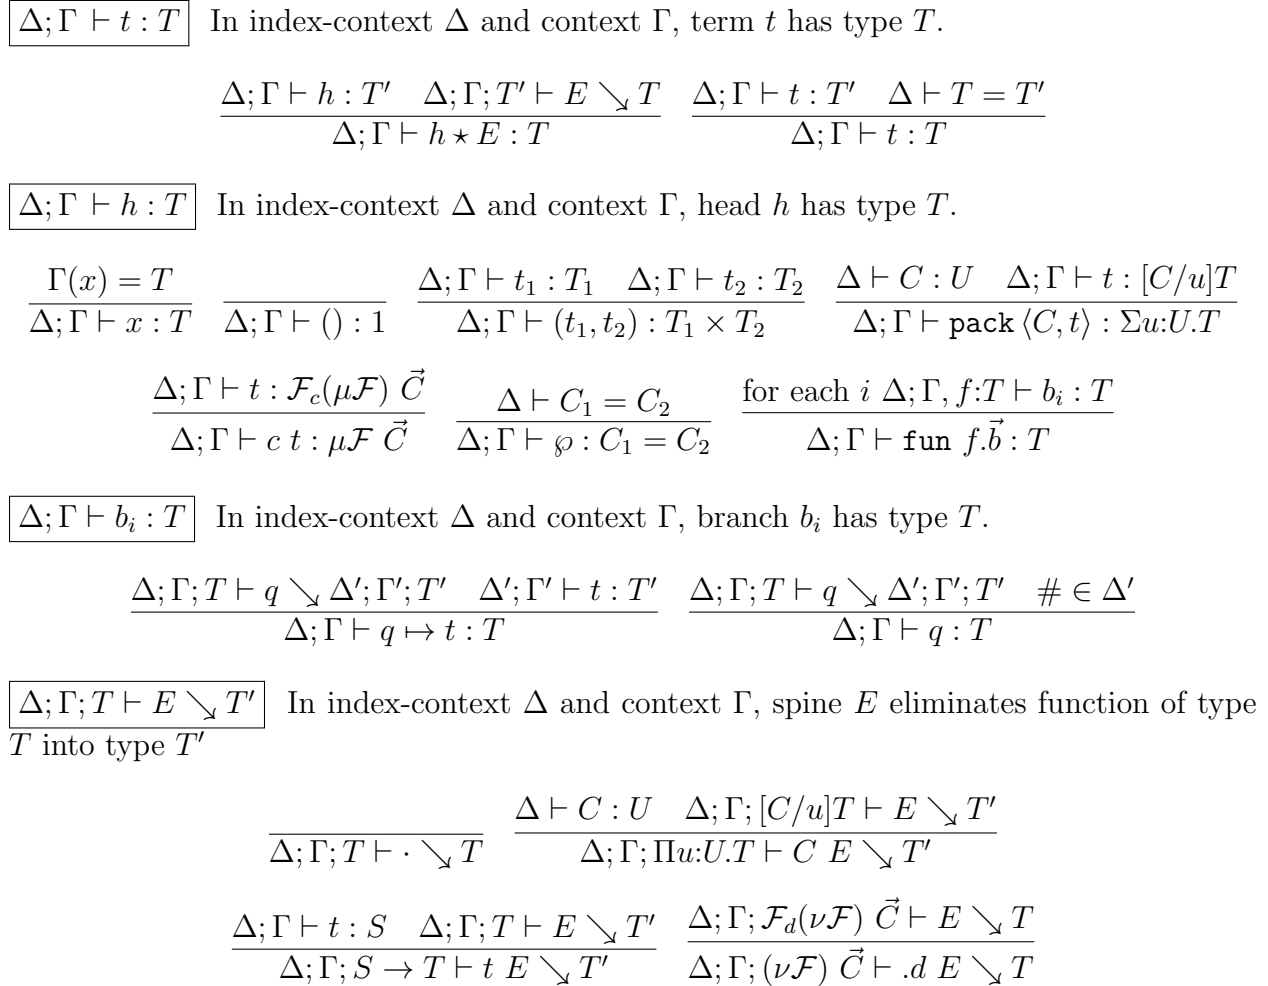 Δ; Γ ⊢ t : T In index-context Δ and context Γ, term t has type T.
Δ; Γ ⊢ h : T′ Δ; Γ; T′ ⊢ E ↘ T Δ; Γ ⊢ t : T′ Δ ⊢ T = T′
Δ; Γ ⊢ h ⋆ E : T Δ; Γ ⊢ t : T
Δ; Γ ⊢ h : T In index-context Δ and context Γ, head h has type T.
Γ(x) = T Δ; Γ ⊢ t₁ : T₁ Δ; Γ ⊢ t₂ : T₂ Δ ⊢ C : U Δ; Γ ⊢ t : [C/u]T
Δ; Γ ⊢ x : T Δ; Γ ⊢ () : 1 Δ; Γ ⊢ (t₁, t₂) : T₁ × T₂ Δ; Γ ⊢ pack ⟨C, t⟩ : Σu:U.T
Δ; Γ ⊢ t : ℱ_c(μℱ) C⃗ Δ ⊢ C₁ = C₂ for each i Δ; Γ, f:T ⊢ bᵢ : T
Δ; Γ ⊢ c t : μℱ C⃗ Δ; Γ ⊢ ℘ : C₁ = C₂ Δ; Γ ⊢ fun f.b⃗ : T
Δ; Γ ⊢ bᵢ : T In index-context Δ and context Γ, branch bᵢ has type T.
Δ; Γ; T ⊢ q ↘ Δ′; Γ′; T′ Δ′; Γ′ ⊢ t : T′ Δ; Γ; T ⊢ q ↘ Δ′; Γ′; T′ # ∈ Δ′
Δ; Γ ⊢ q ↦ t : T Δ; Γ ⊢ q : T
Δ; Γ; T ⊢ E ↘ T′ In index-context Δ and context Γ, spine E eliminates function of type
T into type T′
Δ ⊢ C : U Δ; Γ; [C/u]T ⊢ E ↘ T′
Δ; Γ; T ⊢ · ↘ T Δ; Γ; Πu:U.T ⊢ C E ↘ T′
Δ; Γ ⊢ t : S Δ; Γ; T ⊢ E ↘ T′ Δ; Γ; ℱ_d(νℱ) C⃗ ⊢ E ↘ T
Δ; Γ; S → T ⊢ t E ↘ T′ Δ; Γ; (νℱ) C⃗ ⊢ .d E ↘ T